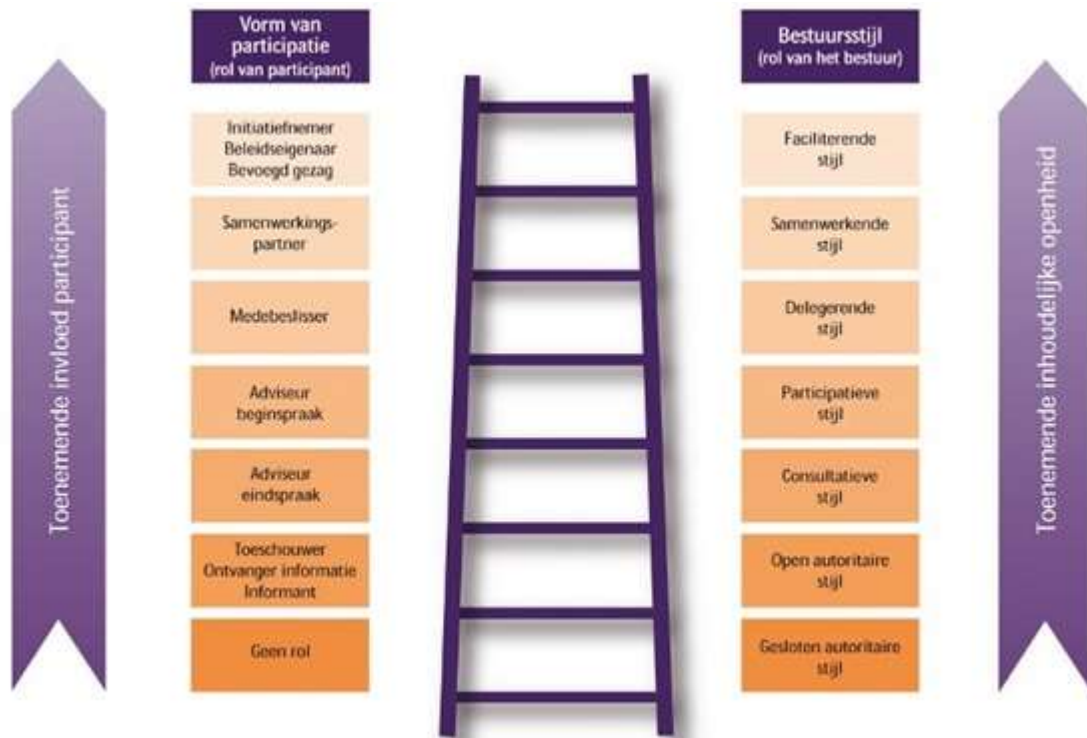 Vorm van
participatie
(rol van participant)
Bestuursstijl
(rol van het bestuur)
Toenemende invloed participant
Initiatiefnemer
Beleidseigenaar
Bevoegd gezag
Faciliterende
stijl
Samenwerkings-
partner
Samenwerkende
stijl
Medebeslisser
Delegerende
stijl
Adviseur
beginspraak
Participatieve
stijl
Adviseur
eindspraak
Consultatieve
stijl
Toeschouwer
Ontvanger informatie
Informant
Open autoritaire
stijl
Geen rol
Gesloten autoritaire
stijl
Toenemende inhoudelijke openheid